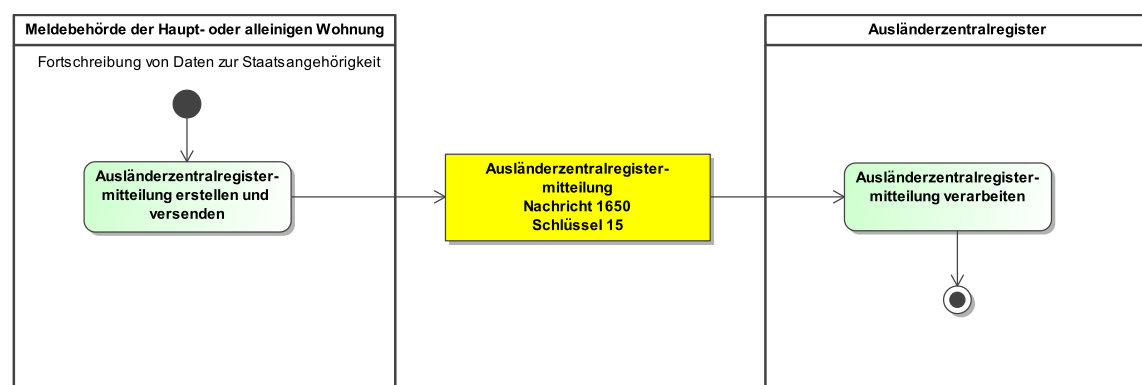 Meldebehörde der Haupt- oder alleinigen Wohnung
Fortschreibung von Daten zur Staatsangehörigkeit
Ausländerzentralregister-
mitteilung erstellen und
versenden
Ausländerzentralregister-
mitteilung
Nachricht 1650
Schlüssel 15
Ausländerzentralregister
Ausländerzentralregister-
mitteilung verarbeiten